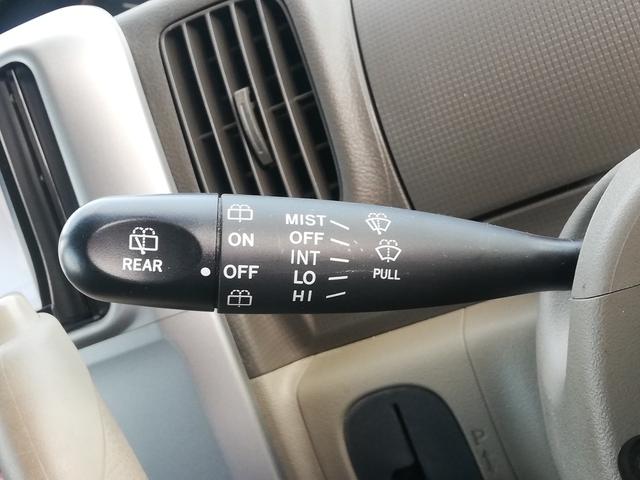 REAR
ON
OFF
MIST
OFF
INT
LO
HI
PULL
P